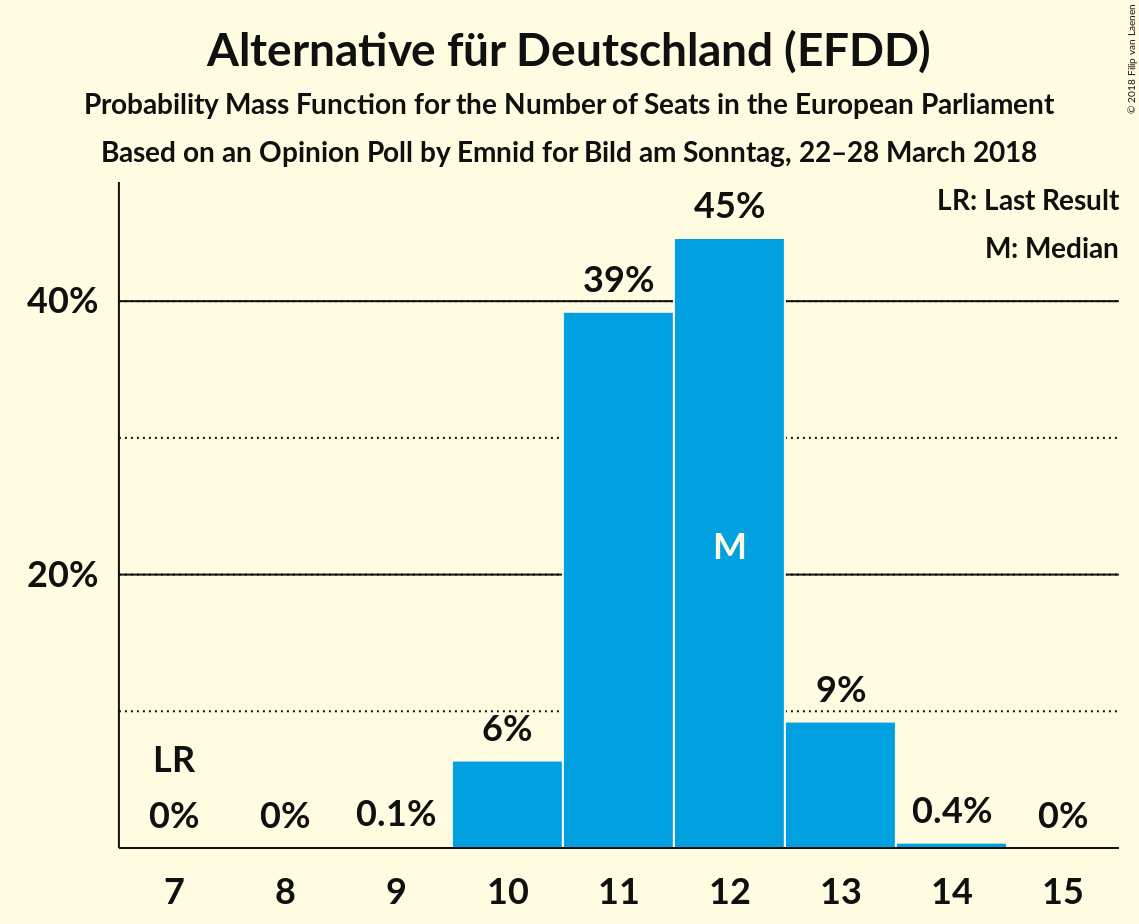 Alternative für Deutschland (EFDD)
Probability Mass Function for the Number of Seats in the European Parliament
Based on an Opinion Poll by Emnid for Bild am Sonntag, 22–28 March 2018
© 2018 Filip van Laenen
LR: Last Result
M: Median
45%
39%
40%
M
20%
9%
6%
LR
0%
0%
0.1%
0.4%
0%
7 8 9 10 11 12 13 14 15